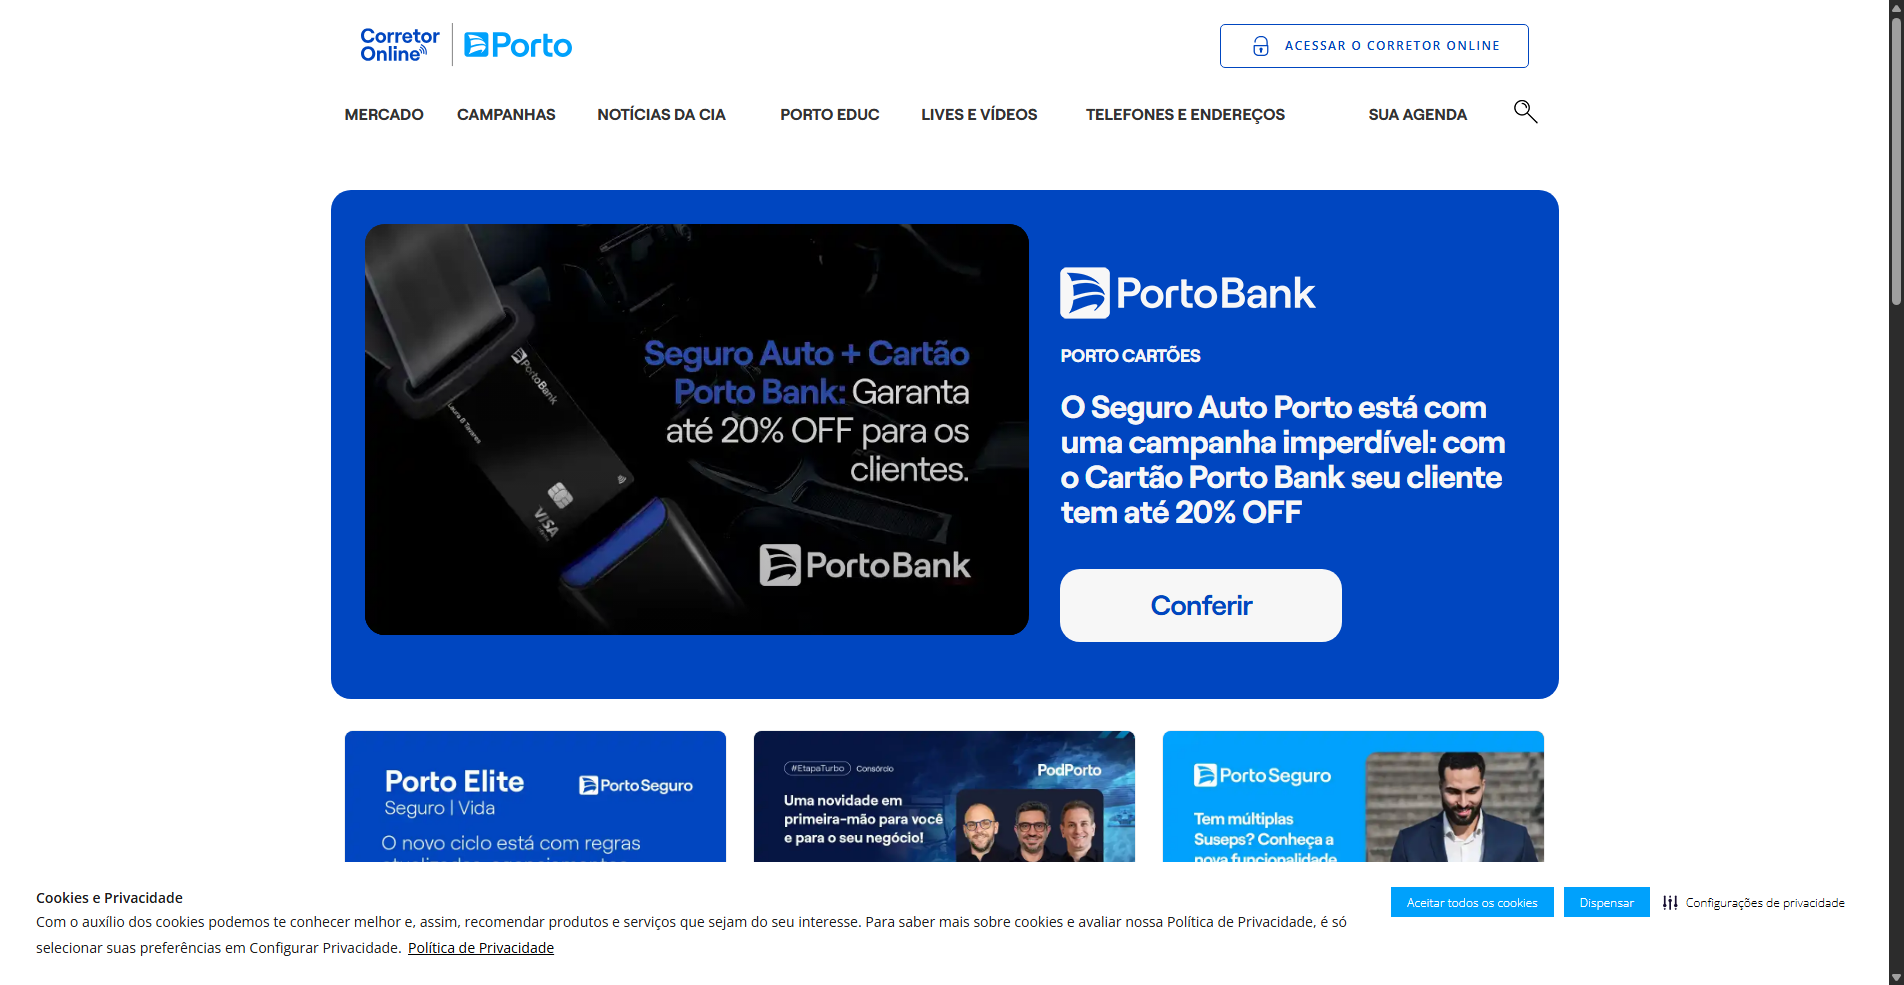 Corretor
Online
Porto
ACESSAR O CORRETOR ONLINE
MERCADO
CAMPANHAS
NOTÍCIAS DA CIA
PORTO EDUC
LIVES E VÍDEOS
TELEFONES E ENDEREÇOS
SUA AGENDA
PortoBank
Laura B Tavares
VISA
Seguro Auto + Cartão
Porto Bank: Garanta
até 20% OFF para os
clientes.
PortoBank
PortoBank
PORTO CARTÕES
O Seguro Auto Porto está com
uma campanha imperdível: com
o Cartão Porto Bank seu cliente
tem até 20% OFF
Conferir
Porto Elite
Seguro | Vida
PortoSeguro
O novo ciclo está com regras
#EtapaTurbo
Consórcio
PodPorto
Uma novidade em
primeira-mão para você
e para o seu negócio!
PortoSeguro
Tem múltiplas
Suseps? Conheça a
nova funcionalidade
Cookies e Privacidade
Com o auxílio dos cookies podemos te conhecer melhor e, assim, recomendar produtos e serviços que sejam do seu interesse. Para saber mais sobre cookies e avaliar nossa Política de Privacidade, é só
selecionar suas preferências em Configurar Privacidade. Política de Privacidade
Aceitar todos os cookies
Dispensar
Configurações de privacidade